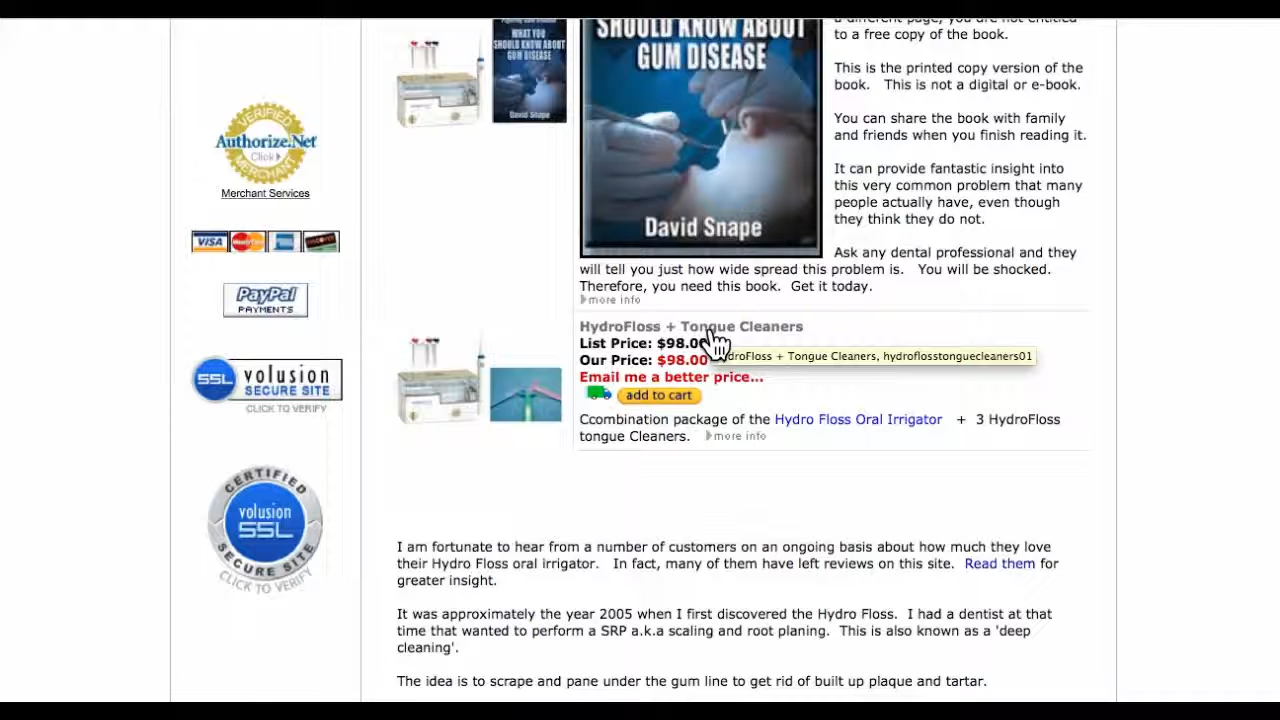 a different page, you are not entitled
to a free copy of the book.
WHAT YOU
SHOULD KNOW ABOUT
GUM DISEASE
David Snape
SHOULD KNOW ABOUT
GUM DISEASE
David Snape
This is the printed copy version of the
book. This is not a digital or e-book.
You can share the book with family
and friends when you finish reading it.
It can provide fantastic insight into
this very common problem that many
people actually have, even though
they think they do not.
Ask any dental professional and they
will tell you just how wide spread this problem is. You will be shocked.
Therefore, you need this book. Get it today.
more info
VERIFIED
Authorize.Net
Click
MERCHANT
Merchant Services
VISA MasterCard DISCOVER
PayPal
PAYMENTS
SSL volusion
SECURE SITE
CLICK TO VERIFY
CERTIFIED
volusion
SSL
SECURE SITE
CLICK TO VERIFY
HydroFloss + Tongue Cleaners
List Price: $98.00
Our Price: $98.00
droFloss + Tongue Cleaners, hydroflosstonguecleaners01
Email me a better price...
add to cart
Ccombination package of the Hydro Floss Oral Irrigator + 3 HydroFloss
tongue Cleaners. more info
I am fortunate to hear from a number of customers on an ongoing basis about how much they love
their Hydro Floss oral irrigator. In fact, many of them have left reviews on this site. Read them for
greater insight.
It was approximately the year 2005 when I first discovered the Hydro Floss. I had a dentist at that
time that wanted to perform a SRP a.k.a scaling and root planing. This is also known as a 'deep
cleaning'.
The idea is to scrape and pane under the gum line to get rid of built up plaque and tartar.